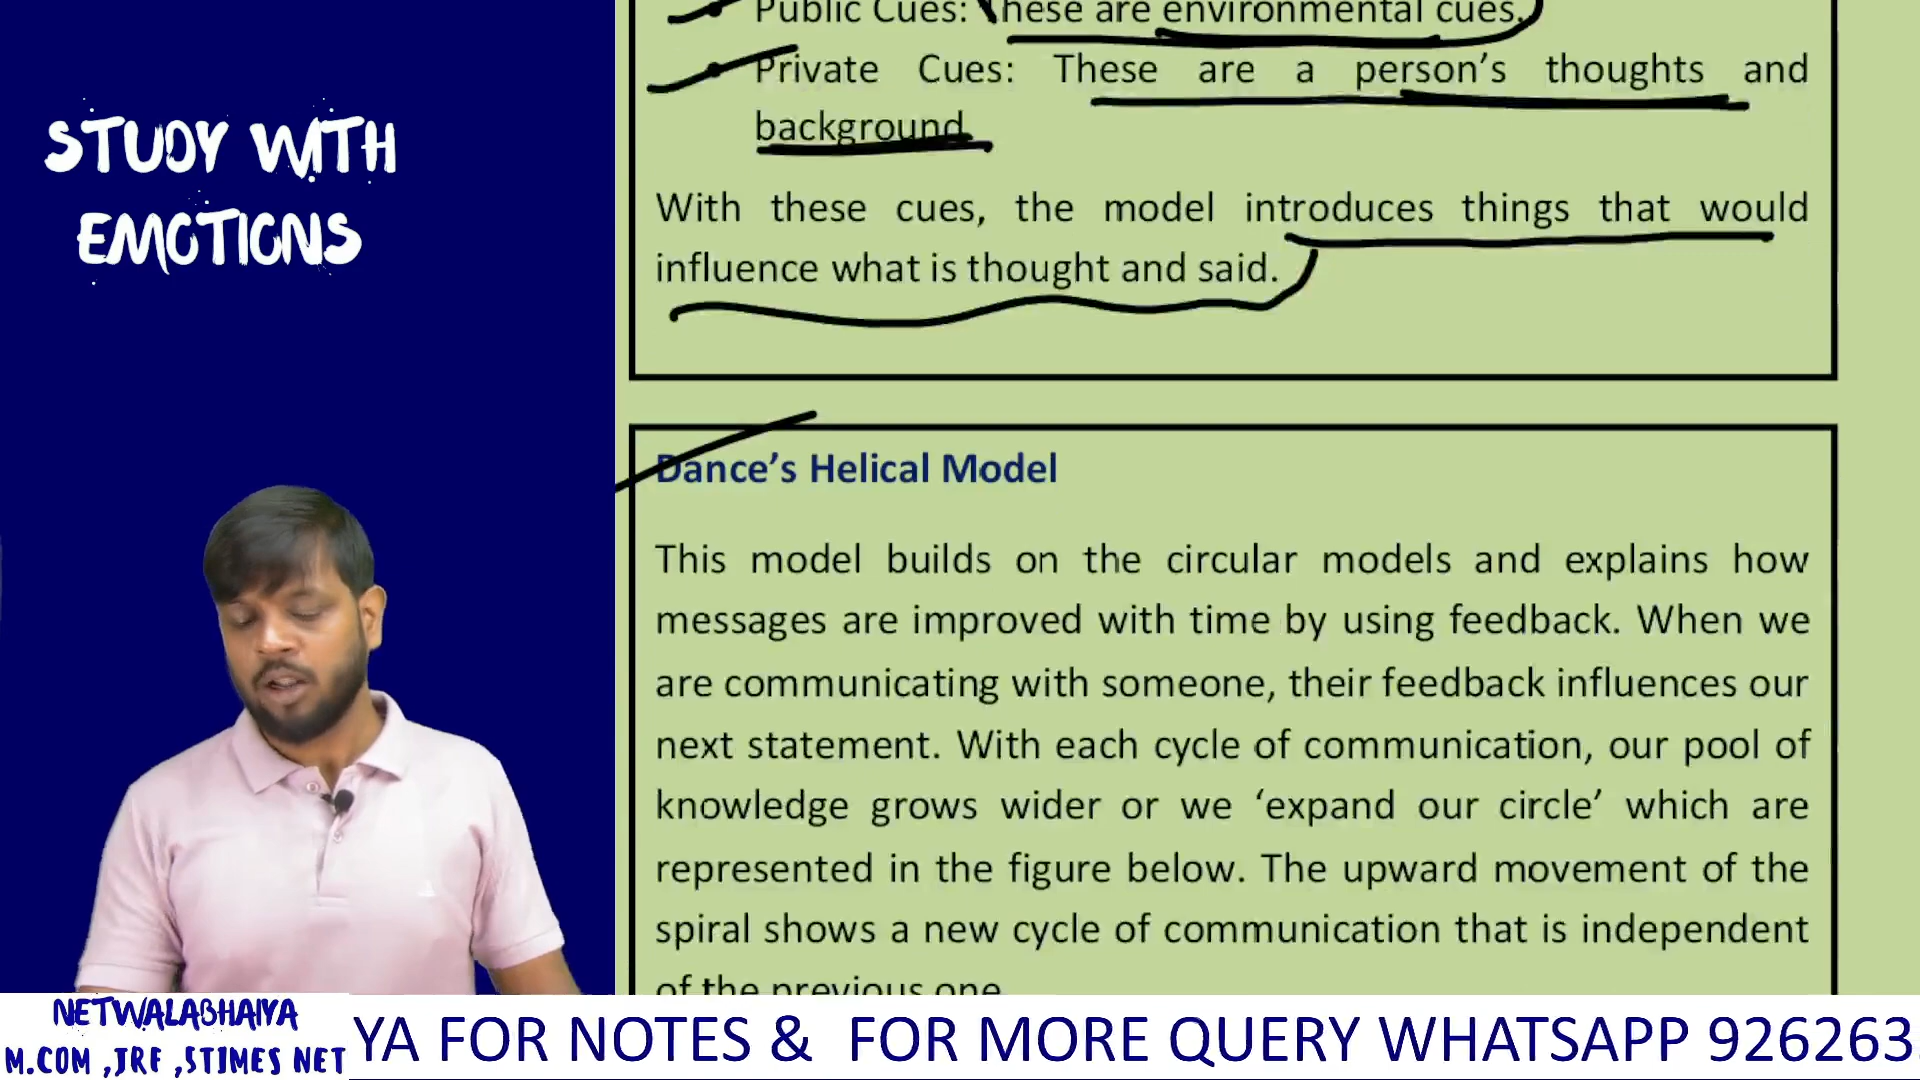 STUDY WITH
EMOTIONS
Public Cues: These are environmental cues.
Private Cues: These are a person’s thoughts and
background
With these cues, the model introduces things that would
influence what is thought and said.
Dance’s Helical Model
This model builds on the circular models and explains how
messages are improved with time by using feedback. When we
are communicating with someone, their feedback influences our
next statement. With each cycle of communication, our pool of
knowledge grows wider or we ‘expand our circle’ which are
represented in the figure below. The upward movement of the
spiral shows a new cycle of communication that is independent
of the previous one
NETWALABHAIYA
M.COM ,JRF ,5TIMES NET
YA FOR NOTES & FOR MORE QUERY WHATSAPP 926263